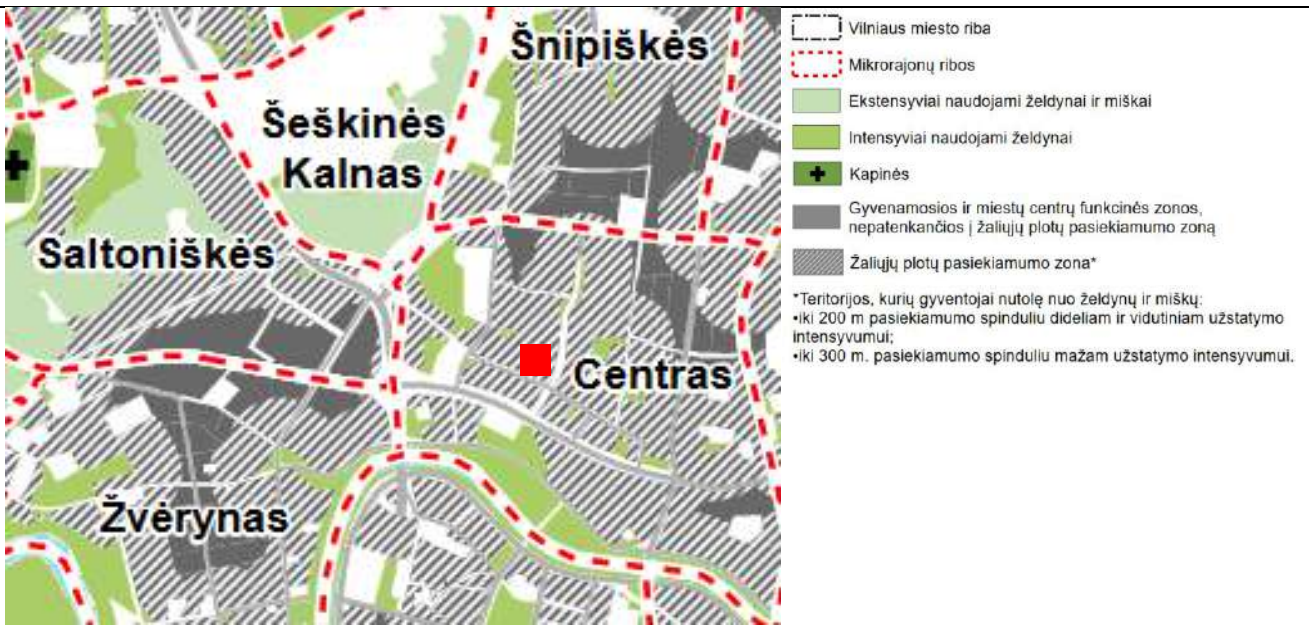 Šnipiškės
Šeškinės
Kalnas
Saltoniškės
Centras
Žvėrynas
Vilniaus miesto riba
Mikrorajonų ribos
Ekstensyviai naudojami želdynai ir miškai
Intensyviai naudojami želdynai
Kapinės
Gyvenamosios ir miestų centrų funkcinės zonos,
nepatenkančios į žaliųjų plotų pasiekiamumo zoną
Žaliųjų plotų pasiekiamumo zona*
*Teritorijos, kurių gyventojai nutolę nuo želdynų ir miškų:
•iki 200 m pasiekiamumo spinduliu dideliam ir vidutiniam užstatymo
intensyvumui;
•iki 300 m. pasiekiamumo spinduliu mažam užstatymo intensyvumui.